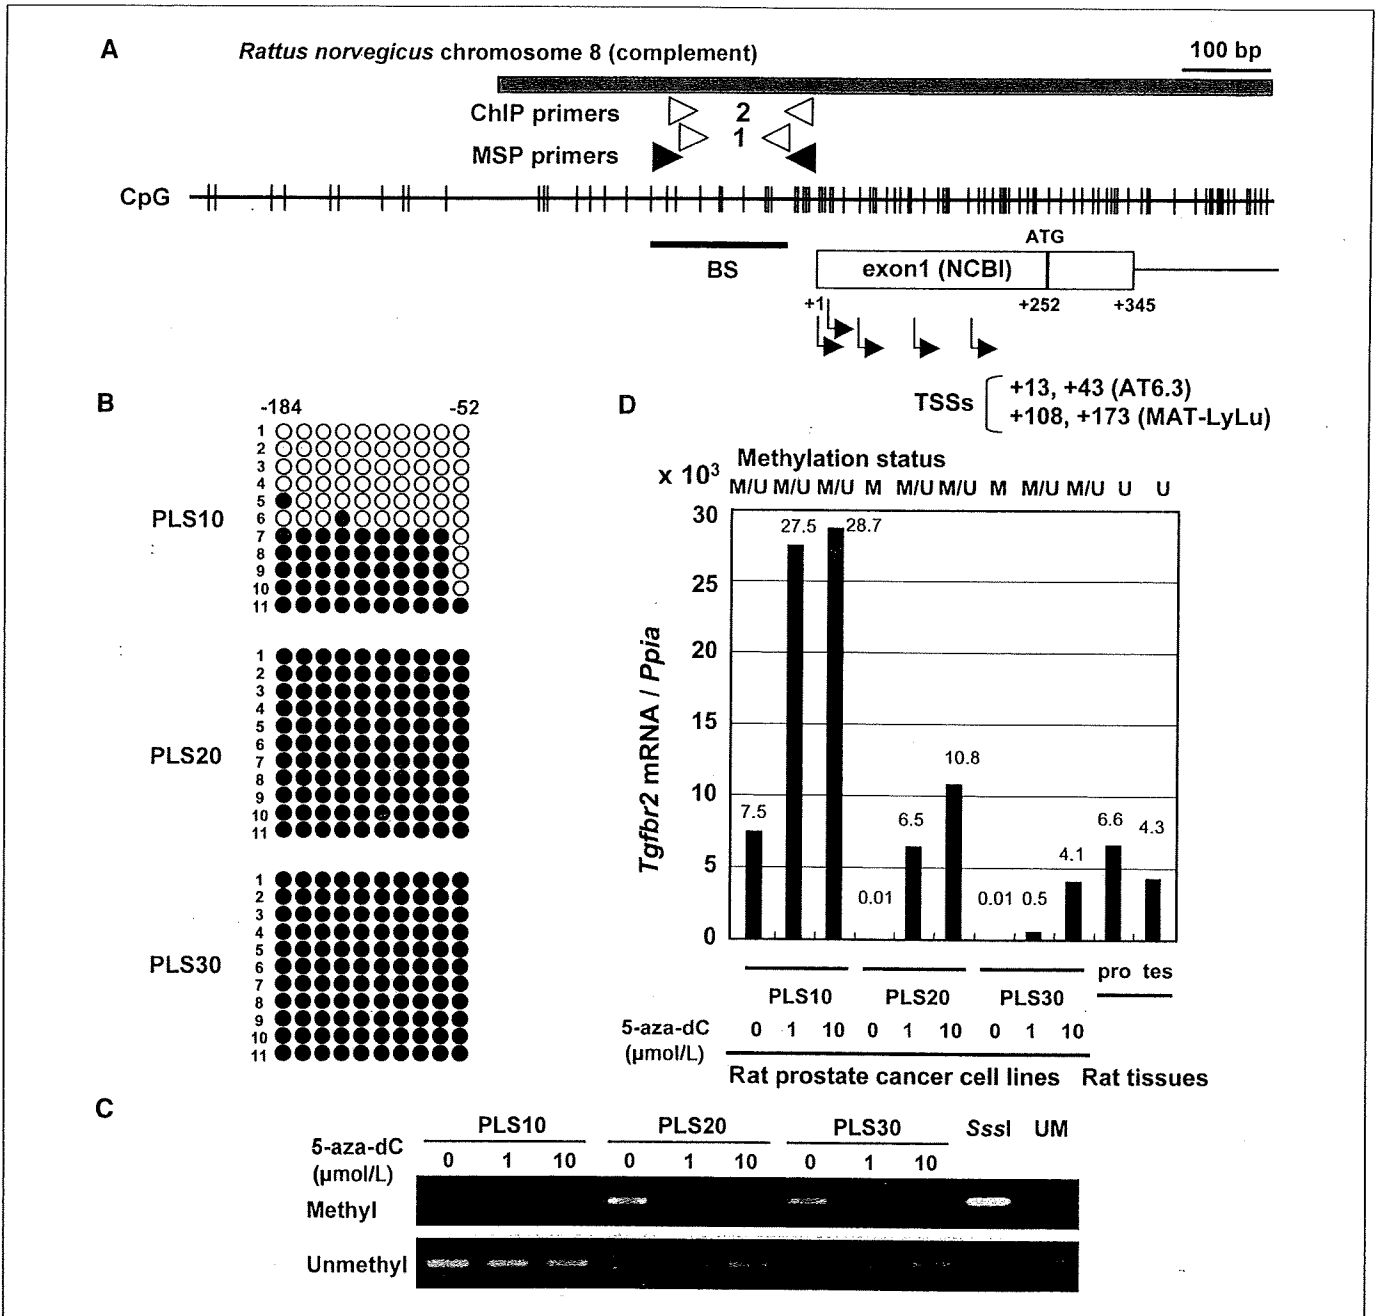 A
Rattus norvegicus chromosome 8 (complement)
100 bp
ChIP primers
2
1
MSP primers
CpG
BS
ATG
exon1 (NCBI)
+1
+252
+345
TSSs
+13, +43 (AT6.3)
+108, +173 (MAT-LyLu)
B
-184
-52
PLS10
1
2
3
4
5
6
7
8
9
10
11
PLS20
1
2
3
4
5
6
7
8
9
10
11
PLS30
1
2
3
4
5
6
7
8
9
10
11
D
Methylation status
x 10³
M/U M/U M/U M M/U M/U M M/U M/U U U
Tgfbr2 mRNA / Ppia
30
25
20
15
10
5
0
7.5
27.5
28.7
0.01
6.5
10.8
0.01
0.5
4.1
6.6
4.3
PLS10
PLS20
PLS30
pro tes
5-aza-dC
(µmol/L)
0 1 10 0 1 10 0 1 10
Rat prostate cancer cell lines
Rat tissues
C
PLS10
PLS20
PLS30
SssI
UM
5-aza-dC
(µmol/L)
0 1 10 0 1 10 0 1 10
Methyl
Unmethyl